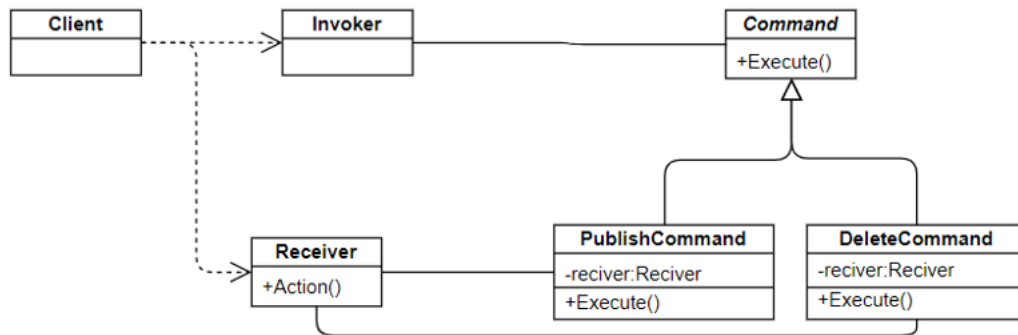 Client
Invoker
Command
+Execute()
Receiver
+Action()
PublishCommand
-reciver:Reciver
+Execute()
DeleteCommand
-reciver:Reciver
+Execute()